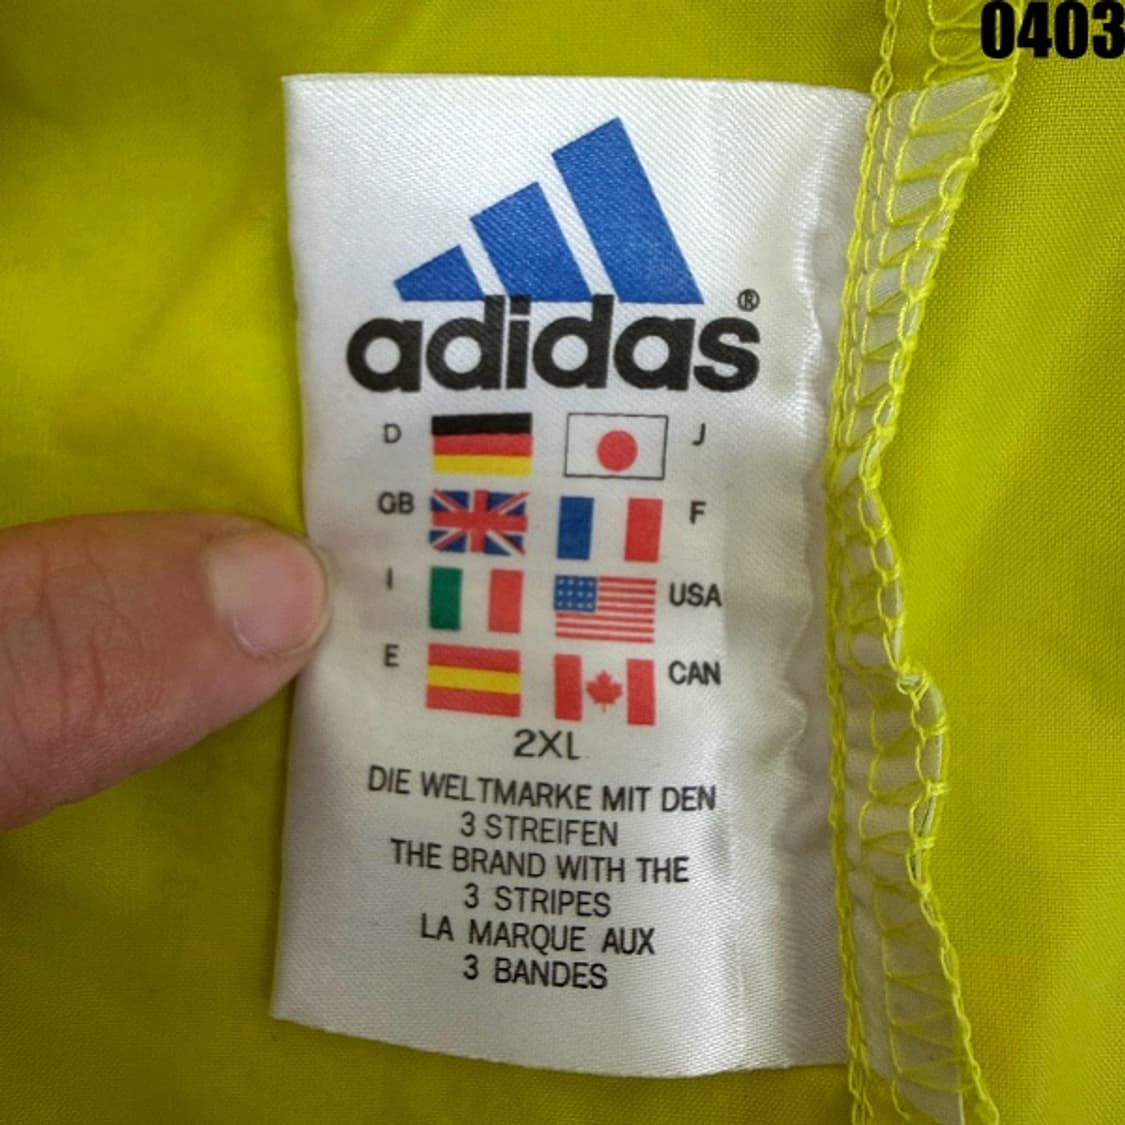 0403
adidas®
D J
GB F
I USA
E CAN
2XL
DIE WELTMARKE MIT DEN
3 STREIFEN
THE BRAND WITH THE
3 STRIPES
LA MARQUE AUX
3 BANDES